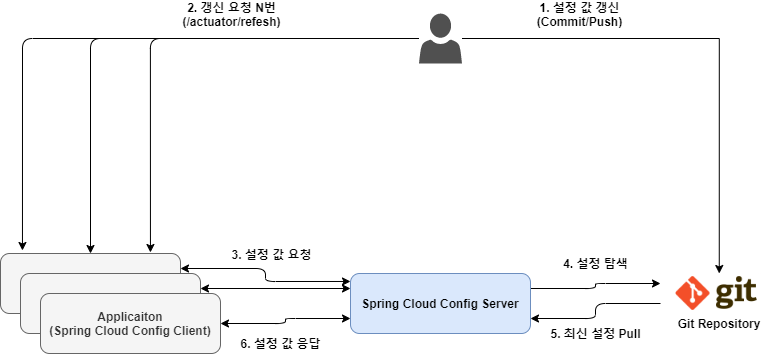 2. 갱신 요청 N번
(/actuator/refesh)
1. 설정 값 갱신
(Commit/Push)
3. 설정 값 요청
4. 설정 탐색
Spring Cloud Config Server
git
Applicaiton
(Spring Cloud Config Client)
Git Repository
5. 최신 설정 Pull
6. 설정 값 응답